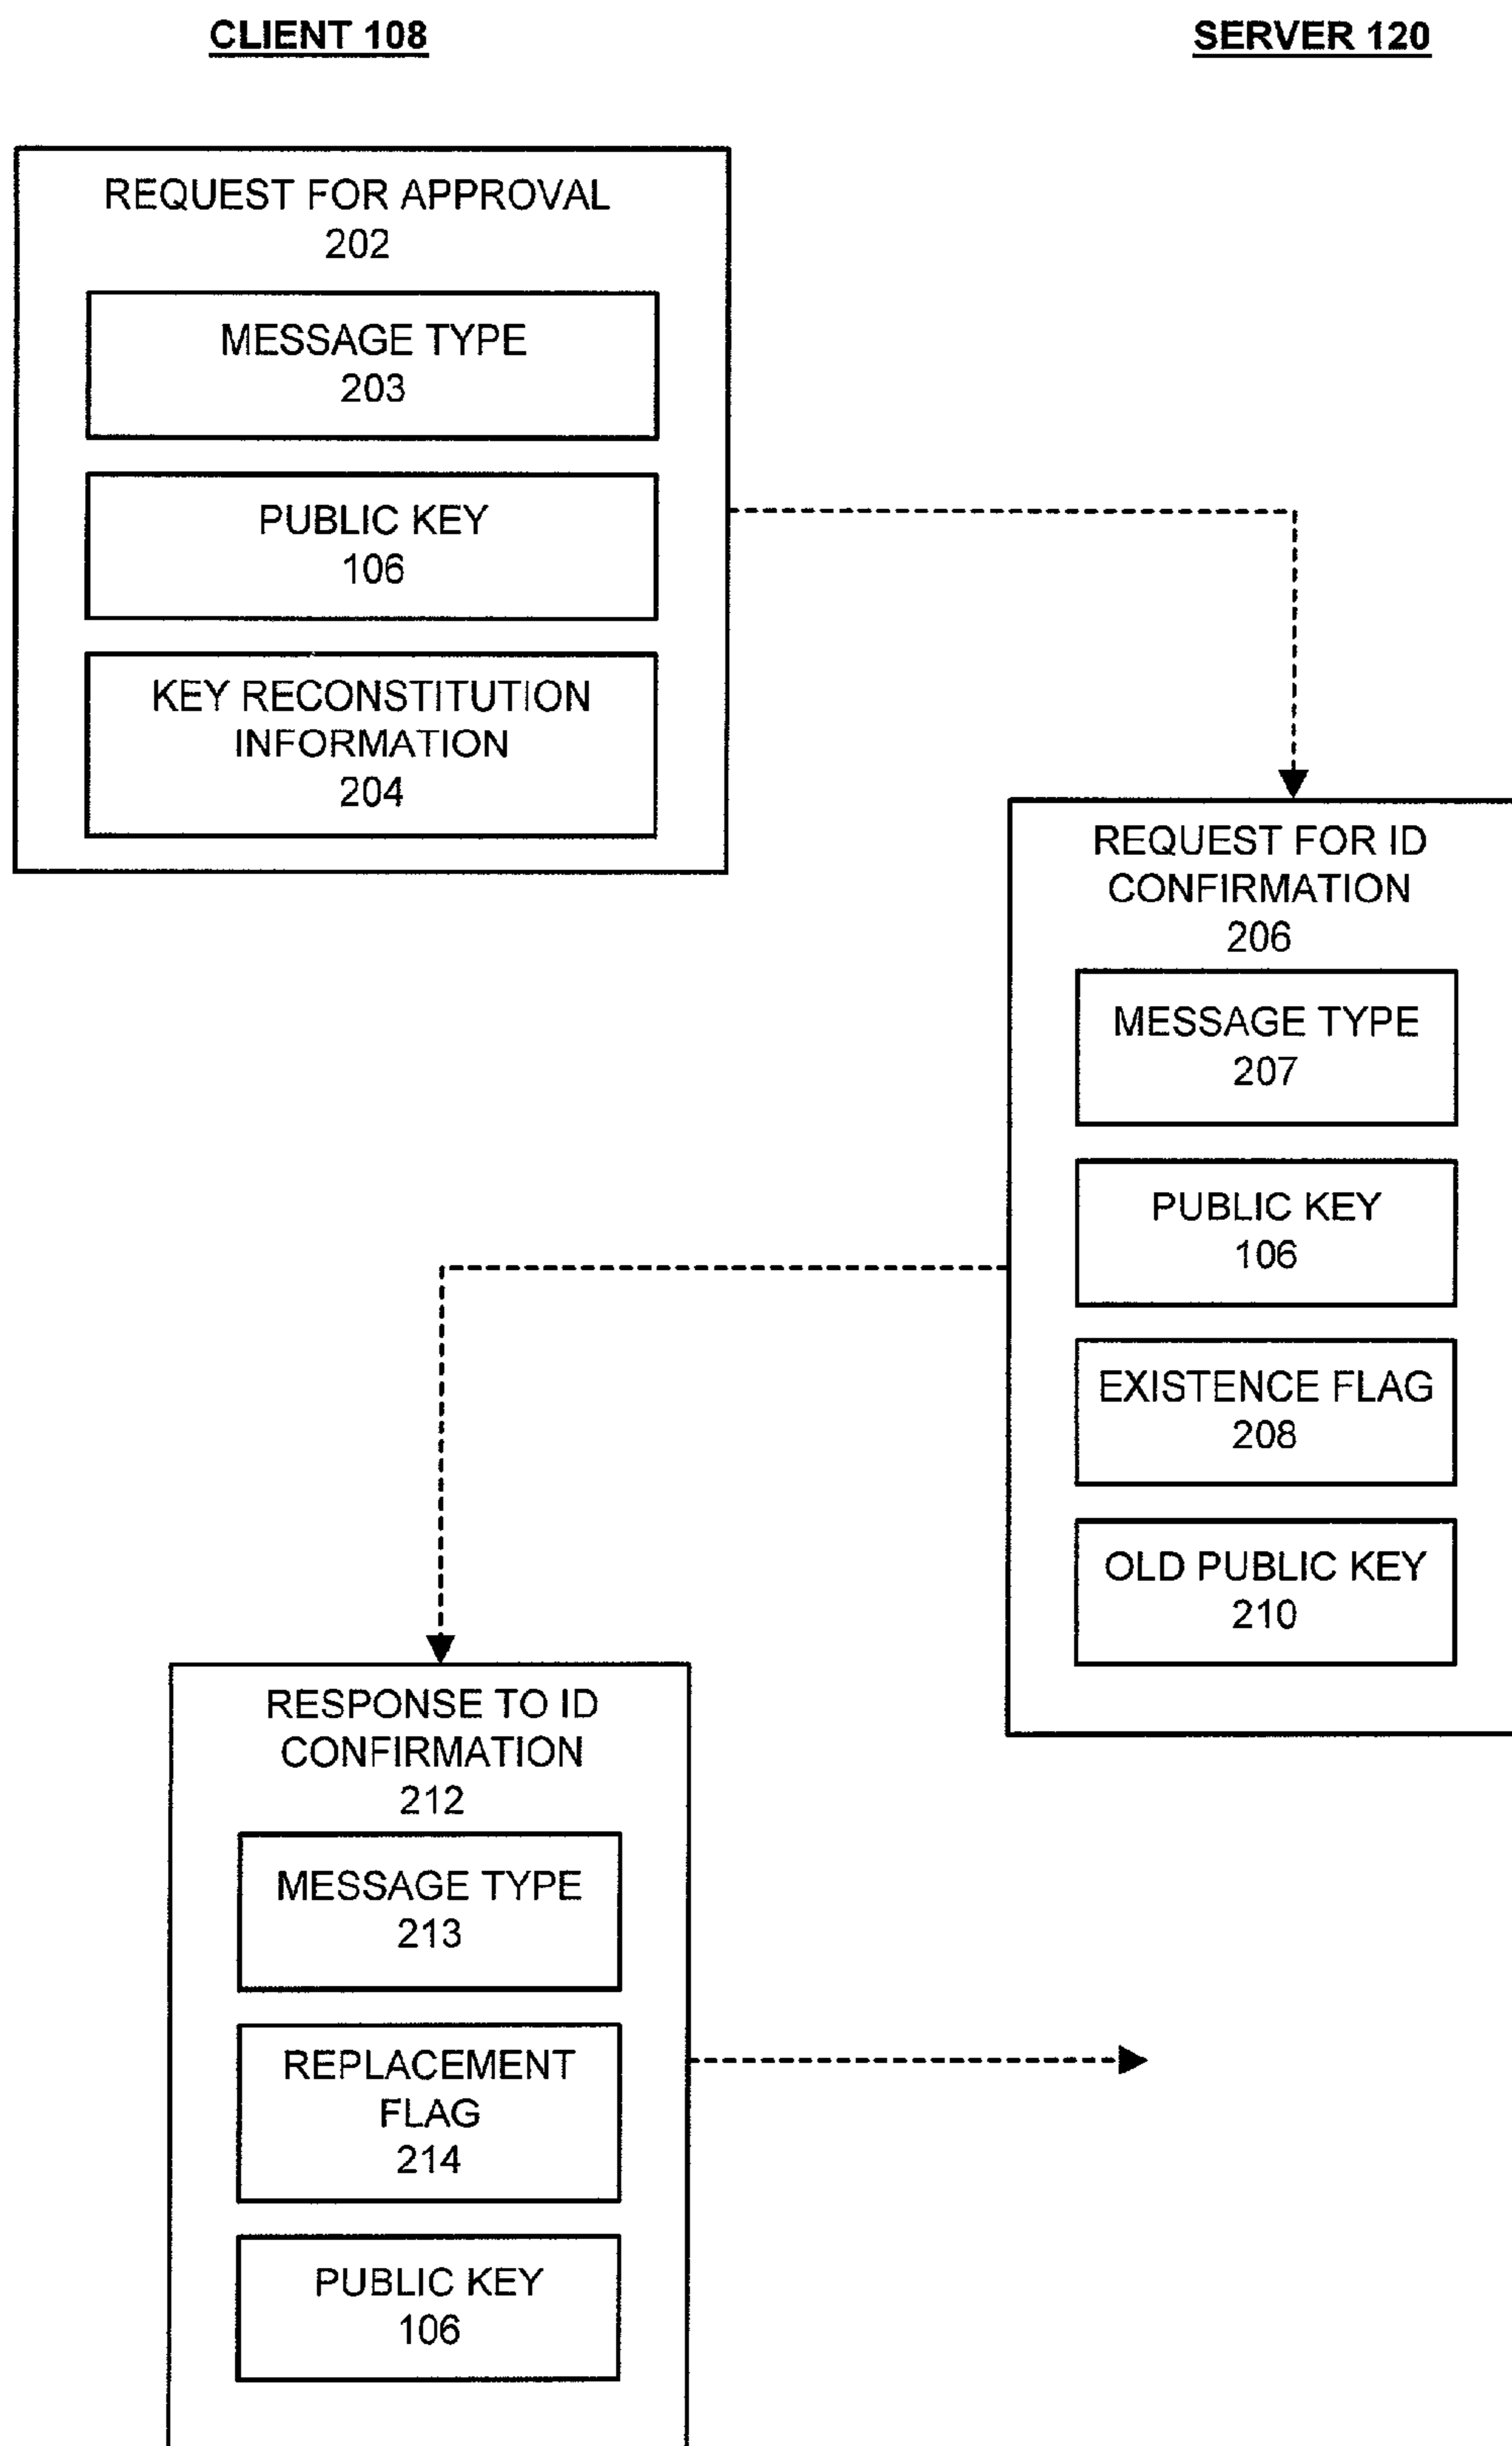 CLIENT 108
SERVER 120
REQUEST FOR APPROVAL
202
MESSAGE TYPE
203
PUBLIC KEY
106
KEY RECONSTITUTION
INFORMATION
204
REQUEST FOR ID
CONFIRMATION
206
MESSAGE TYPE
207
PUBLIC KEY
106
EXISTENCE FLAG
208
OLD PUBLIC KEY
210
RESPONSE TO ID
CONFIRMATION
212
MESSAGE TYPE
213
REPLACEMENT
FLAG
214
PUBLIC KEY
106